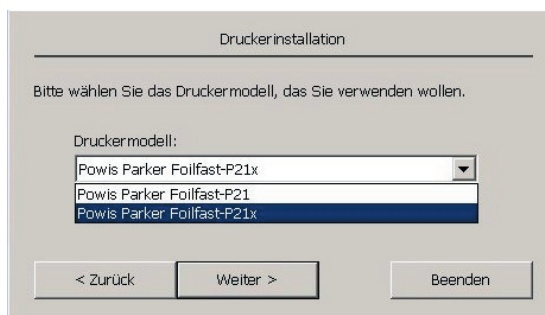 Druckerinstallation
Bitte wählen Sie das Druckermodell, das Sie verwenden wollen.
Druckermodell:
Powis Parker Foilfast-P21x
Powis Parker Foilfast-P21
Powis Parker Foilfast-P21x
< Zurück
Weiter >
Beenden